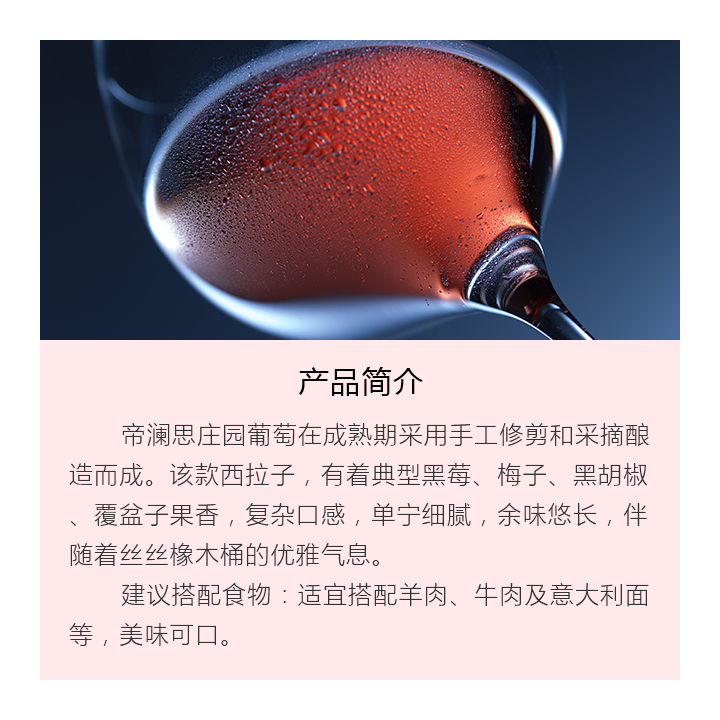 产品简介
帝澜思庄园葡萄在成熟期采用手工修剪和采摘酿
造而成。该款西拉子，有着典型黑莓、梅子、黑胡椒
、覆盆子果香，复杂口感，单宁细腻，余味悠长，伴
随着丝丝橡木桶的优雅气息。
建议搭配食物：适宜搭配羊肉、牛肉及意大利面
等，美味可口。